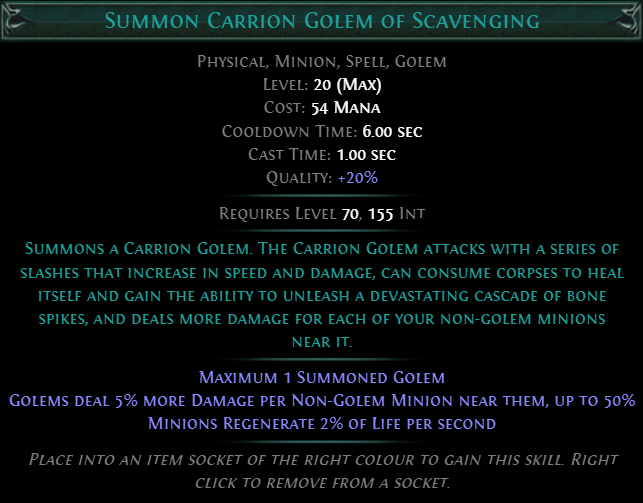 Summon Carrion Golem of Scavenging
Physical, Minion, Spell, Golem
Level: 20 (Max)
Cost: 54 Mana
Cooldown Time: 6.00 sec
Cast Time: 1.00 sec
Quality: +20%
Requires Level 70, 155 Int
Summons a Carrion Golem. The Carrion Golem attacks with a series of
slashes that increase in speed and damage, can consume corpses to heal
itself and gain the ability to unleash a devastating cascade of bone
spikes, and deals more damage for each of your non-golem minions
near it.
Maximum 1 Summoned Golem
Golems deal 5% more Damage per Non-Golem Minion near them, up to 50%
Minions Regenerate 2% of Life per second
Place into an item socket of the right colour to gain this skill. Right
click to remove from a socket.